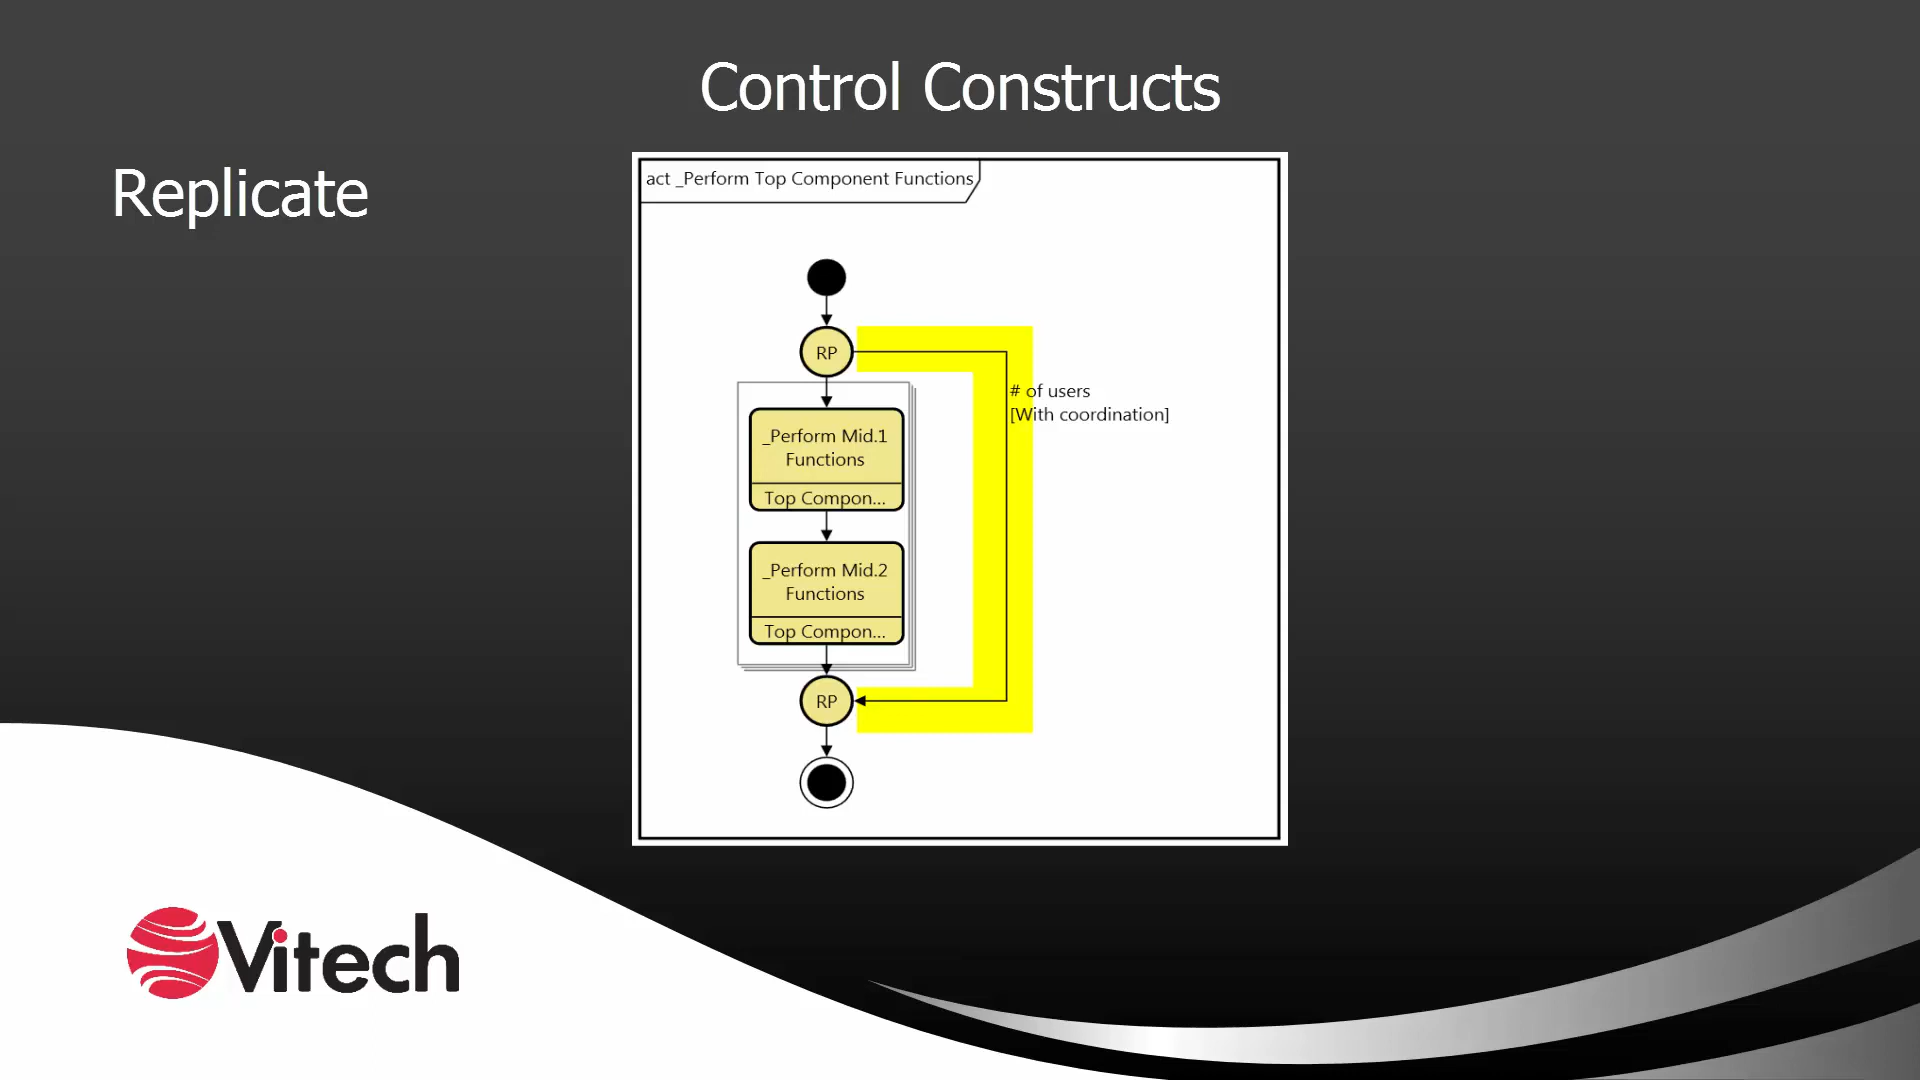 Control Constructs
Replicate
act _Perform Top Component Functions
RP
# of users
[With coordination]
_Perform Mid.1
Functions
Top Compon...
_Perform Mid.2
Functions
Top Compon...
RP
Vitech